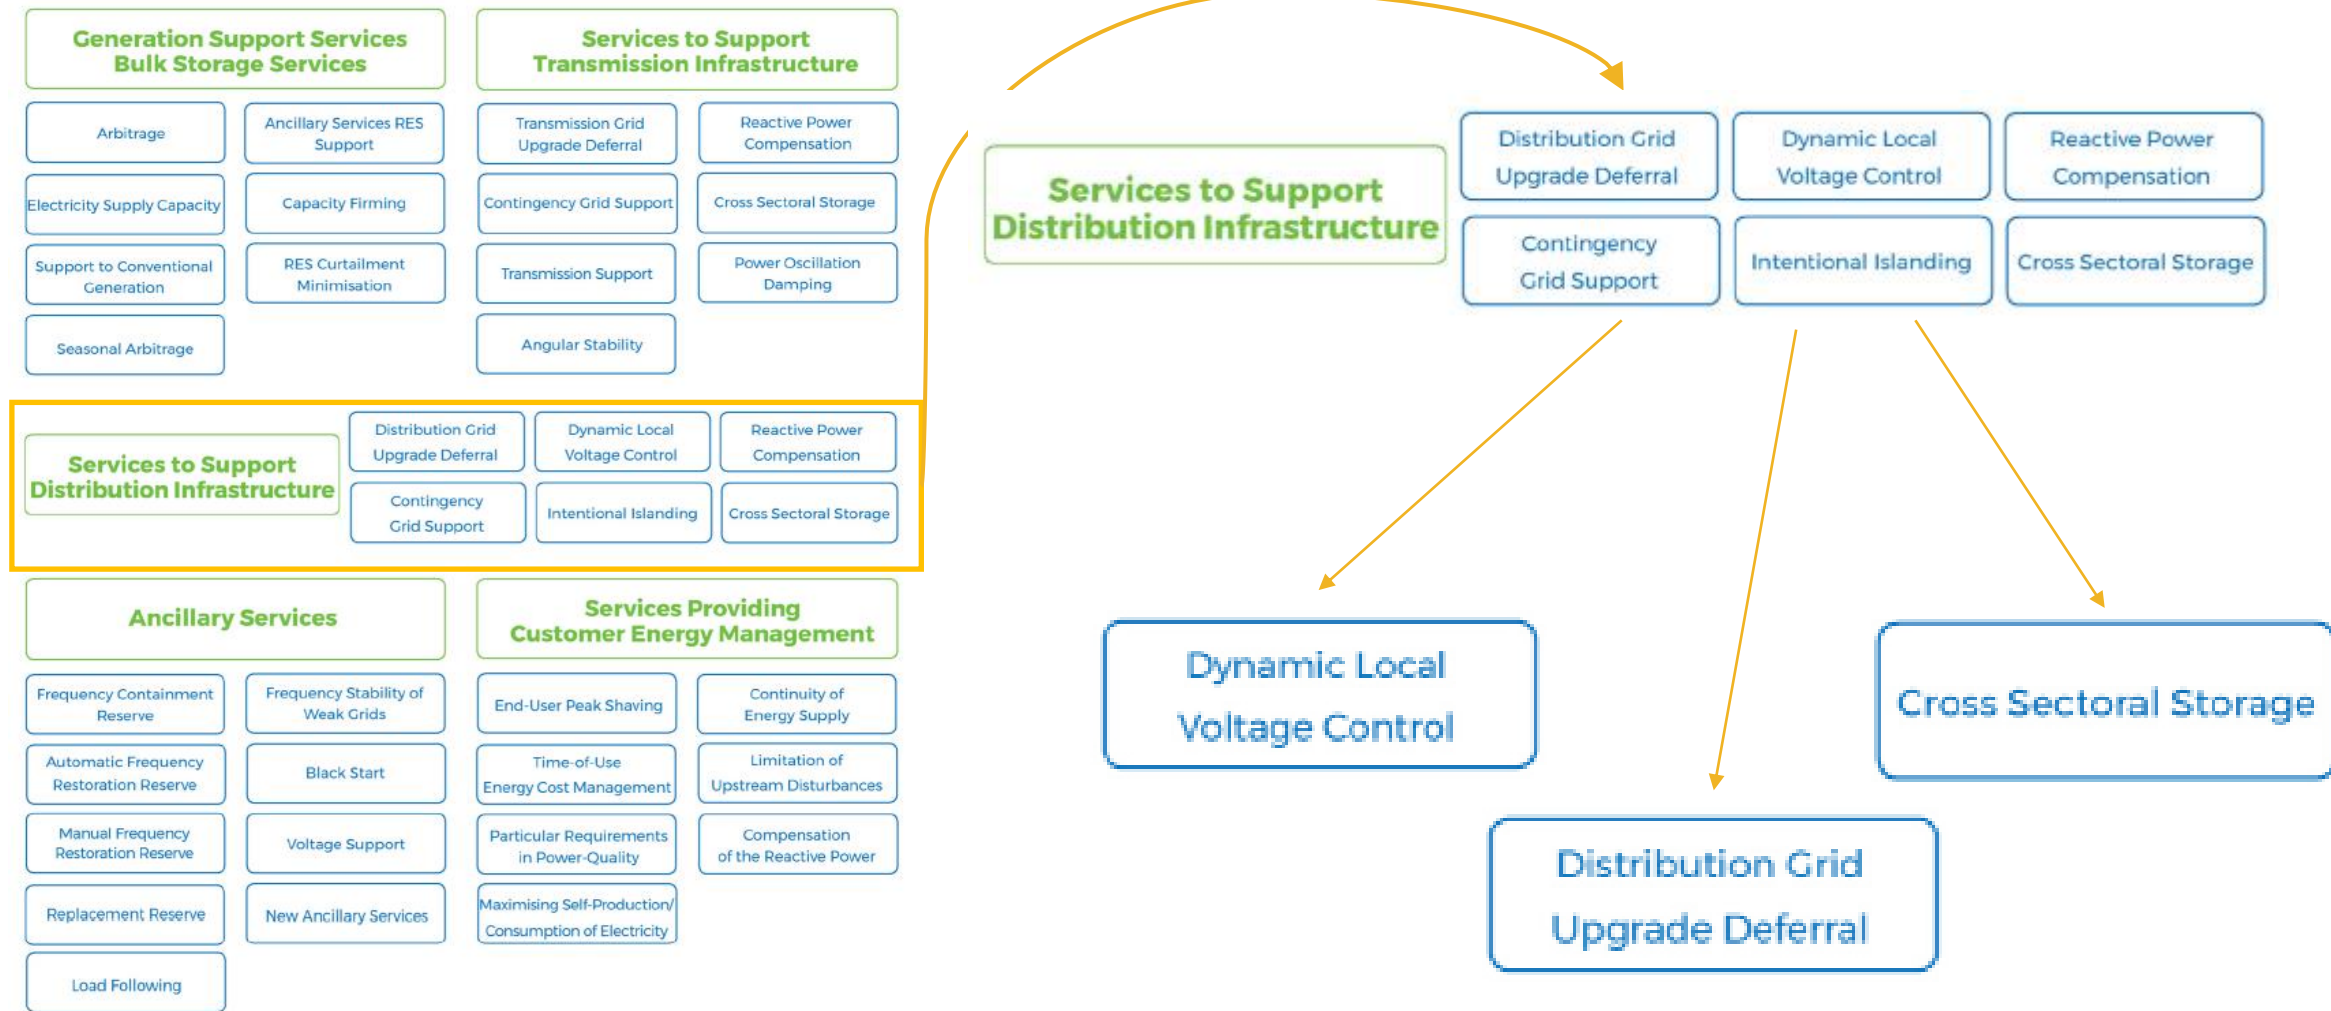 Generation Support Services
Bulk Storage Services
Arbitrage
Ancillary Services RES
Support
Electricity Supply Capacity
Capacity Firming
Support to Conventional
Generation
RES Curtailment
Minimisation
Seasonal Arbitrage
Services to Support
Transmission Infrastructure
Transmission Grid
Upgrade Deferral
Reactive Power
Compensation
Contingency Grid Support
Cross Sectoral Storage
Transmission Support
Power Oscillation
Damping
Angular Stability
Services to Support
Distribution Infrastructure
Distribution Grid
Upgrade Deferral
Dynamic Local
Voltage Control
Reactive Power
Compensation
Contingency
Grid Support
Intentional Islanding
Cross Sectoral Storage
Ancillary Services
Frequency Containment
Reserve
Frequency Stability of
Weak Grids
Automatic Frequency
Restoration Reserve
Black Start
Manual Frequency
Restoration Reserve
Voltage Support
Replacement Reserve
New Ancillary Services
Load Following
Services Providing
Customer Energy Management
End-User Peak Shaving
Continuity of
Energy Supply
Time-of-Use
Energy Cost Management
Limitation of
Upstream Disturbances
Particular Requirements
in Power-Quality
Compensation
of the Reactive Power
Maximising Self-Production/
Consumption of Electricity
Services to Support
Distribution Infrastructure
Distribution Grid
Upgrade Deferral
Dynamic Local
Voltage Control
Reactive Power
Compensation
Contingency
Grid Support
Intentional Islanding
Cross Sectoral Storage
Dynamic Local
Voltage Control
Distribution Grid
Upgrade Deferral
Cross Sectoral Storage